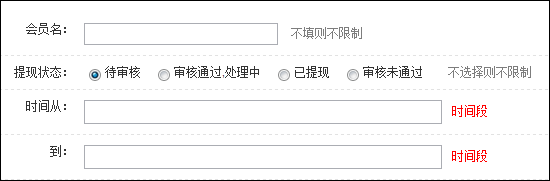 会员名： 不填则不限制
提现状态： 待审核 审核通过,处理中 已提现 审核未通过 不选择则不限制
时间从： 时间段
到： 时间段